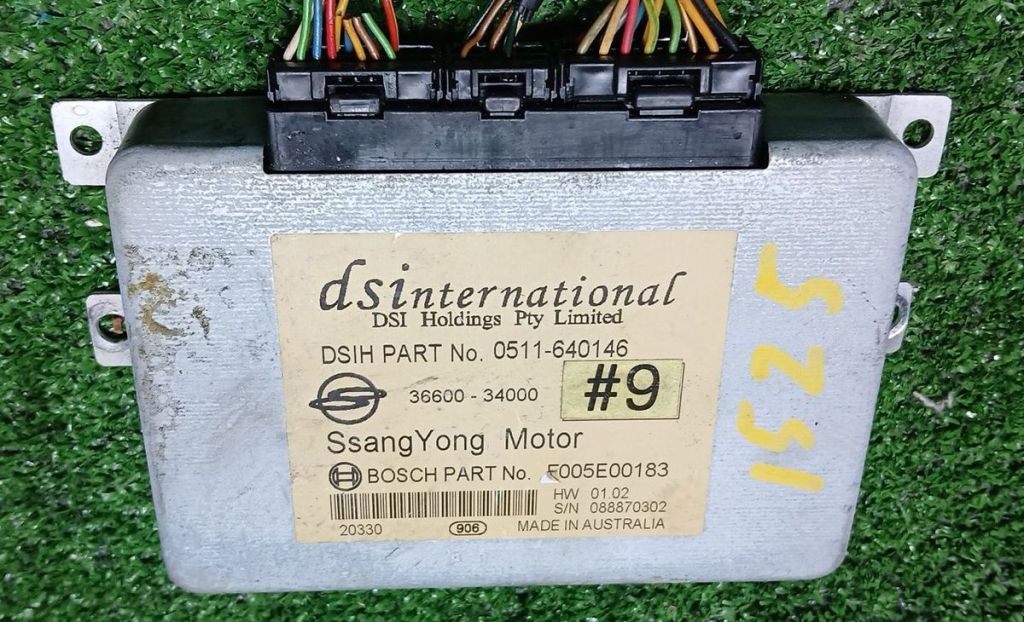 dsinternational
DSI Holdings Pty Limited
DSIH PART No. 0511-640146
36600 - 34000
#9
SsangYong Motor
BOSCH PART No. F005E00183
HW 01.02
S/N 088870302
20330
906
MADE IN AUSTRALIA
1525